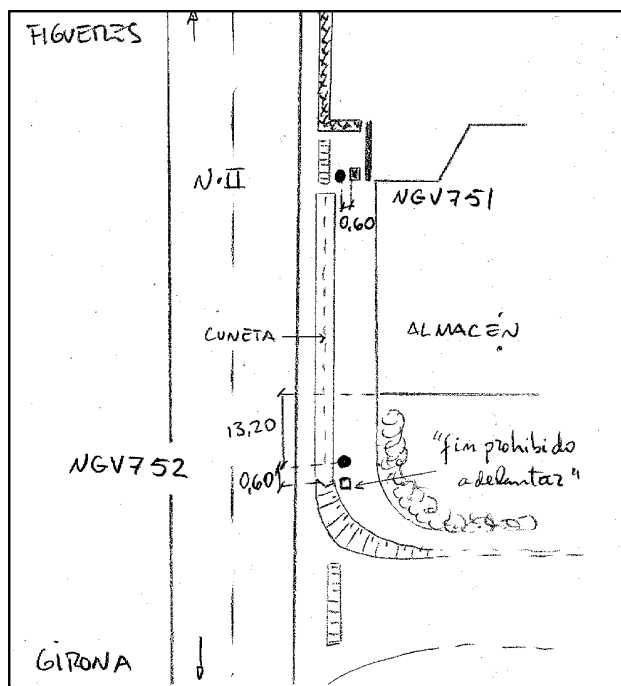 FIGUERES
N·II
NGV751
0,60
CUNETA
ALMACÉN
13,20
"fin prohibido
adelantar"
NGV752
0,60
GIRONA